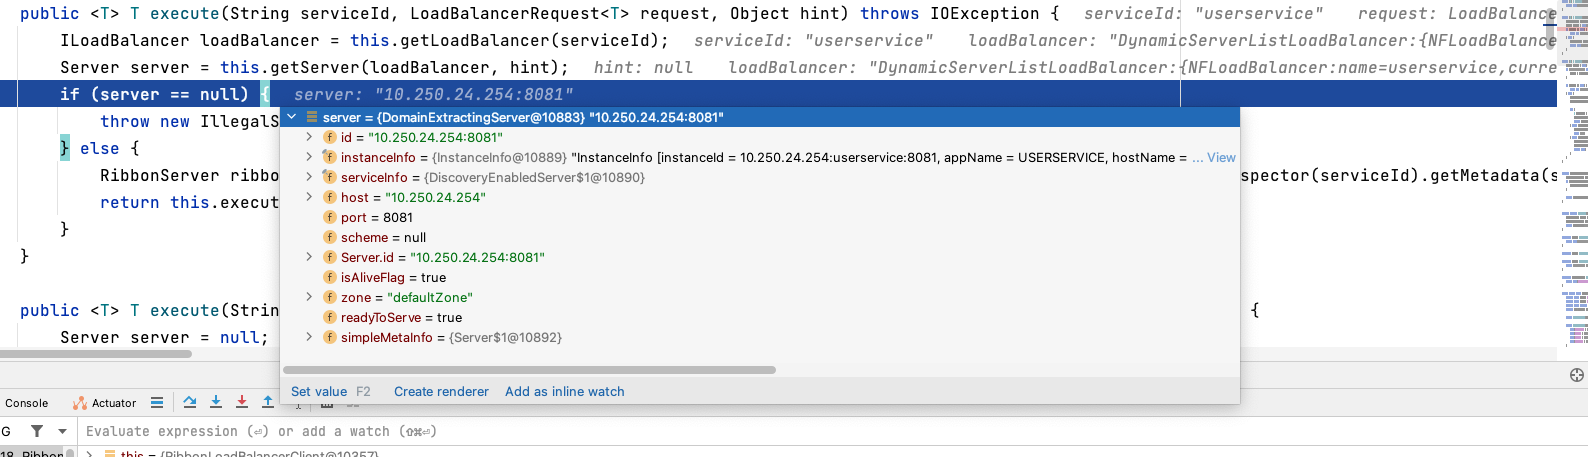 public <T> T execute(String serviceId, LoadBalancerRequest<T> request, Object hint) throws IOException {  serviceId: "userservice"   request: LoadBalance
ILoadBalancer loadBalancer = this.getLoadBalancer(serviceId);  serviceId: "userservice"   loadBalancer: "DynamicServerListLoadBalancer:{NFLoadBalance
Server server = this.getServer(loadBalancer, hint);  hint: null   loadBalancer: "DynamicServerListLoadBalancer:{NFLoadBalancer:name=userservice,curre
if (server == null) {  server: "10.250.24.254:8081"
server = {DomainExtractingServer@10883} "10.250.24.254:8081"
throw new IllegalS
id = "10.250.24.254:8081"
} else {
instanceInfo = {InstanceInfo@10889} "InstanceInfo [instanceId = 10.250.24.254:userservice:8081, appName = USERSERVICE, hostName = ... View
RibbonServer ribbo
serviceInfo = {DiscoveryEnabledServer$1@10890}
spector(serviceId).getMetadata(s
return this.execut
host = "10.250.24.254"
port = 8081
}
scheme = null
}
Server.id = "10.250.24.254:8081"
isAliveFlag = true
zone = "defaultZone"
public <T> T execute(Strin
{
readyToServe = true
Server server = null;
simpleMetaInfo = {Server$1@10892}
Set value F2 Create renderer Add as inline watch
Console Actuator
G Evaluate expression (⏎) or add a watch (⇧⌘⏎)
18, Ribbon this = {RibbonLoadBalancerClient@10357}